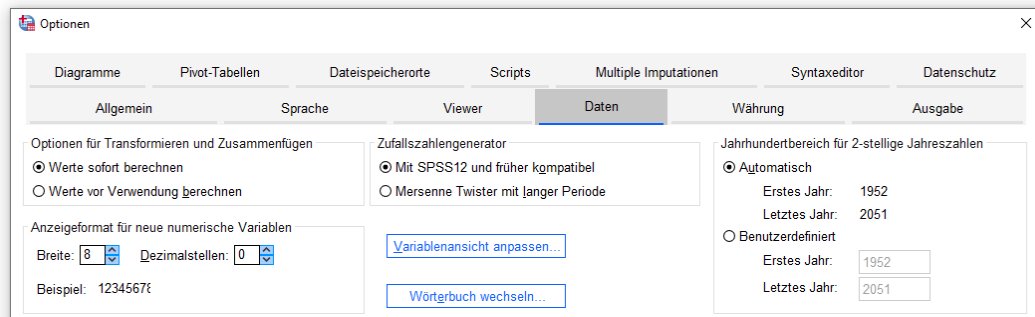 Optionen
Diagramme Pivot-Tabellen Dateispeicherorte Scripts Multiple Imputationen Syntaxeditor Datenschutz
Allgemein Sprache Viewer Daten Währung Ausgabe
Optionen für Transformieren und Zusammenfügen
Werte sofort berechnen
Werte vor Verwendung berechnen
Anzeigeformat für neue numerische Variablen
Breite: 8 Dezimalstellen: 0
Beispiel: 12345678
Zufallszahlengenerator
Mit SPSS12 und früher kompatibel
Mersenne Twister mit langer Periode
Variablenansicht anpassen...
Wörterbuch wechseln...
Jahrhundertbereich für 2-stellige Jahreszahlen
Automatisch
Erstes Jahr: 1952
Letztes Jahr: 2051
Benutzerdefiniert
Erstes Jahr: 1952
Letztes Jahr: 2051